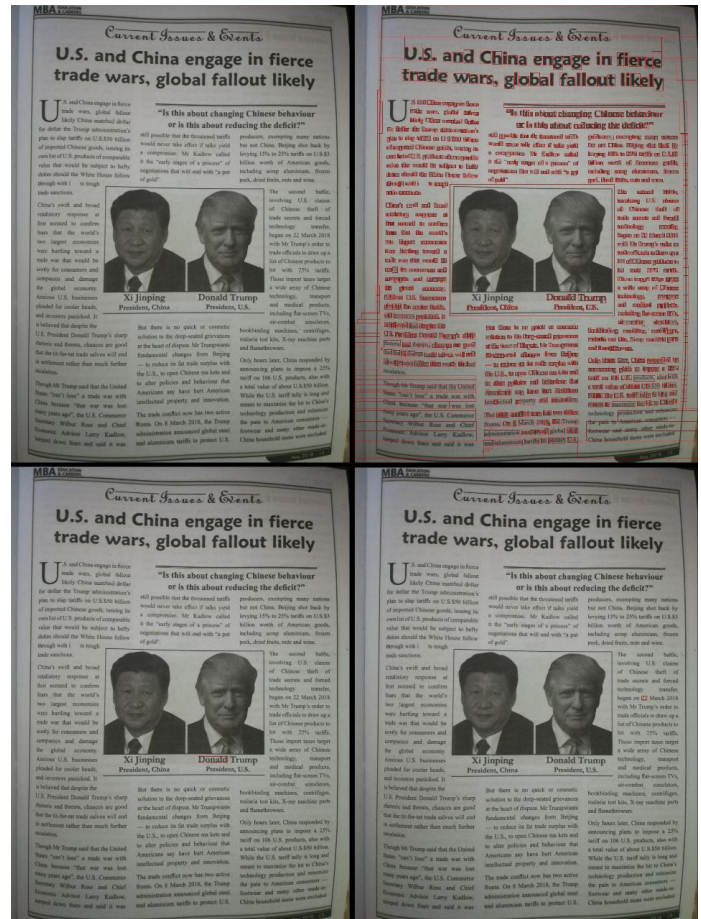 MBA EDUCATION
& CAREERS
Current Issues & Events
U.S. and China engage in fierce
trade wars, global fallout likely
U.S. and China engage in fierce
trade wars, global fallout
likely China matched dollar
for dollar the Trump administration's
plan to slap tariffs on U.S.$50 billion
of imported Chinese goods, issuing its
own list of U.S. products of comparable
value that would be subject to hefty
duties should the White House follow
through with its tough
trade sanctions.
China's swift and broad
retaliatory response at
first seemed to confirm
fears that the world's
two largest economies
were hurtling toward a
trade war that would be
costly for consumers and
companies and damage
the global economy.
Anxious U.S. businesses
pleaded for cooler heads,
and investors panicked. It
is believed that despite the
U.S. President Donald Trump's sharp
rhetoric and threats, chances are good
that the tit-for-tat salvos will end
in settlement rather than much further
escalation.
Though Mr Trump said that the United
States "can't lose" a trade war with
China because "that war was lost
many years ago", the U.S. Commerce
Secretary Wilbur Ross and Chief
Economic Advisor Larry Kudlow,
tamped down fears and said it was
"Is this about changing Chinese behaviour
or is this about reducing the deficit?"
still possible that the threatened tariffs
would never take effect if talks yield
a compromise. Mr Kudlow called
it the "early stages of a process" of
negotiations that will end with "a pot
of gold".
Xi Jinping
President, China
Donald Trump
President, U.S.
But there is no quick or cosmetic
solution to the deep-seated grievances
at the heart of dispute. Mr Trump wants
fundamental changes from Beijing
— to reduce its fat trade surplus with
the U.S., to open Chinese markets and
to alter policies and behaviour that
Americans say have hurt American
intellectual property and innovation.
The trade conflict now has two active
fronts. On 8 March 2018, the Trump
administration announced global steel
and aluminium tariffs to protect U.S.
producers, exempting many nations
but not China. Beijing shot back by
levying 15% to 25% tariffs on U.S.$3
billion worth of American goods,
including scrap aluminium, frozen
pork, dried fruits, nuts and wine.
The second battle,
involving U.S. claims
of Chinese theft of
trade secrets and forced
technology transfer,
began on 22 March 2018
with Mr Trump's order to
trade officials to draw up a
list of Chinese products to
hit with 25% tariffs.
Those import taxes target
a wide array of Chinese
technology, transport
and medical products,
including flat-screen TVs,
air-combat simulators,
bookbinding machines, centrifuges,
malaria test kits, X-ray machine parts
and flamethrowers.
Only hours later, China responded by
announcing plans to impose a 25%
tariff on 106 U.S. products, also with
a total value of about U.S.$50 billion.
While the U.S. tariff tally is long and
meant to maximise the hit to China's
technology production and minimize
the pain to American consumers —
footwear and many other made-in-
China household items were excluded